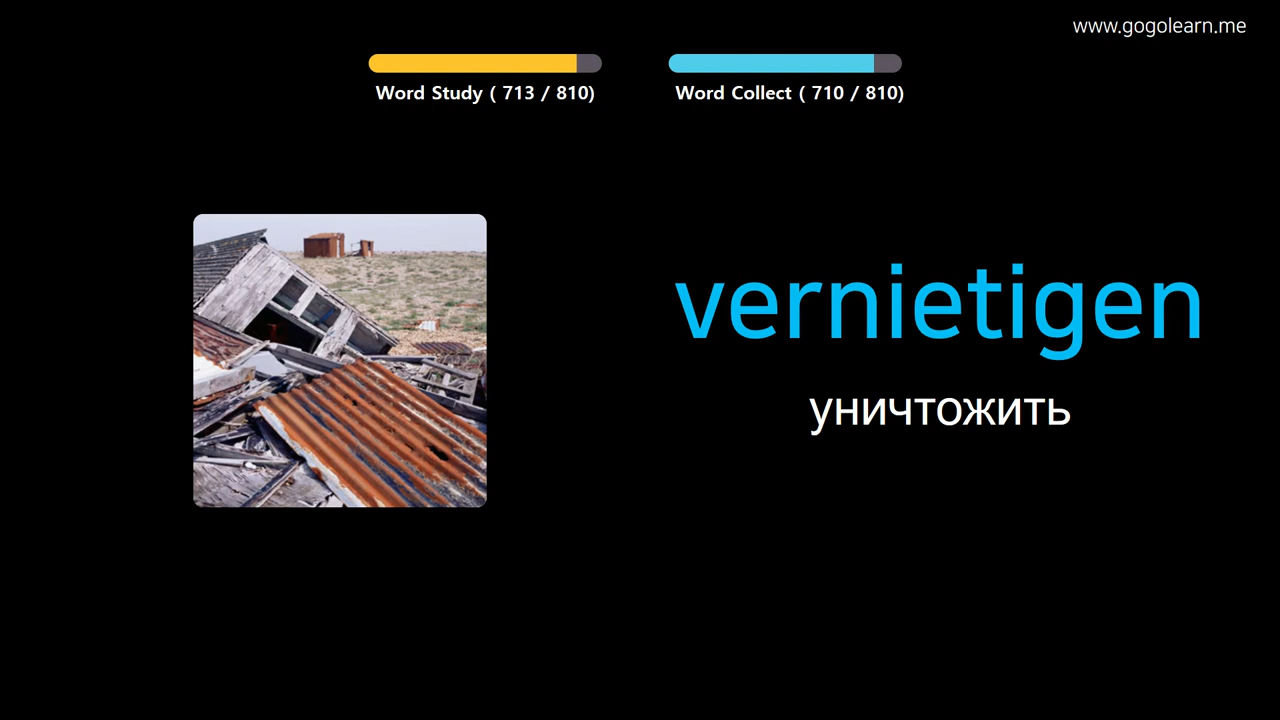 www.gogolearn.me
Word Study ( 713 / 810)
Word Collect ( 710 / 810)
vernietigen
уничтожить